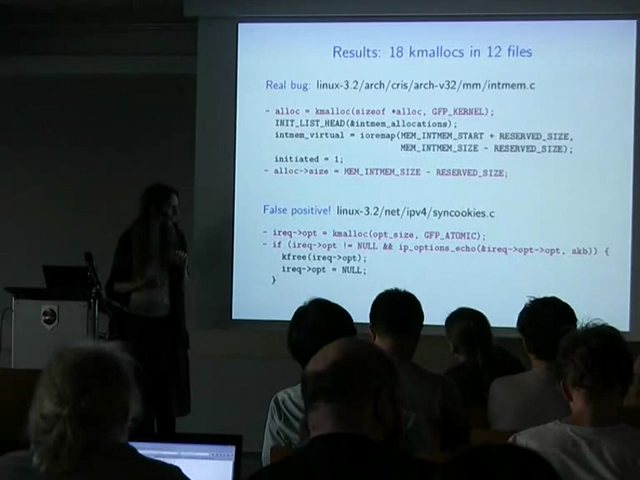 Results: 18 kmallocs in 12 files
Real bug: linux-3.2/arch/cris/arch-v32/mm/intmem.c
- alloc = kmalloc(sizeof *alloc, GFP_KERNEL);
INIT_LIST_HEAD(&intmem_allocations);
intmem_virtual = ioremap(MEM_INTMEM_START + RESERVED_SIZE,
MEM_INTMEM_SIZE - RESERVED_SIZE);
initiated = 1;
- alloc->size = MEM_INTMEM_SIZE - RESERVED_SIZE;
False positive! linux-3.2/net/ipv4/syncookies.c
- ireq->opt = kmalloc(opt_size, GFP_ATOMIC);
- if (ireq->opt != NULL && ip_options_echo(&ireq->opt->opt, skb)) {
kfree(ireq->opt);
ireq->opt = NULL;
}